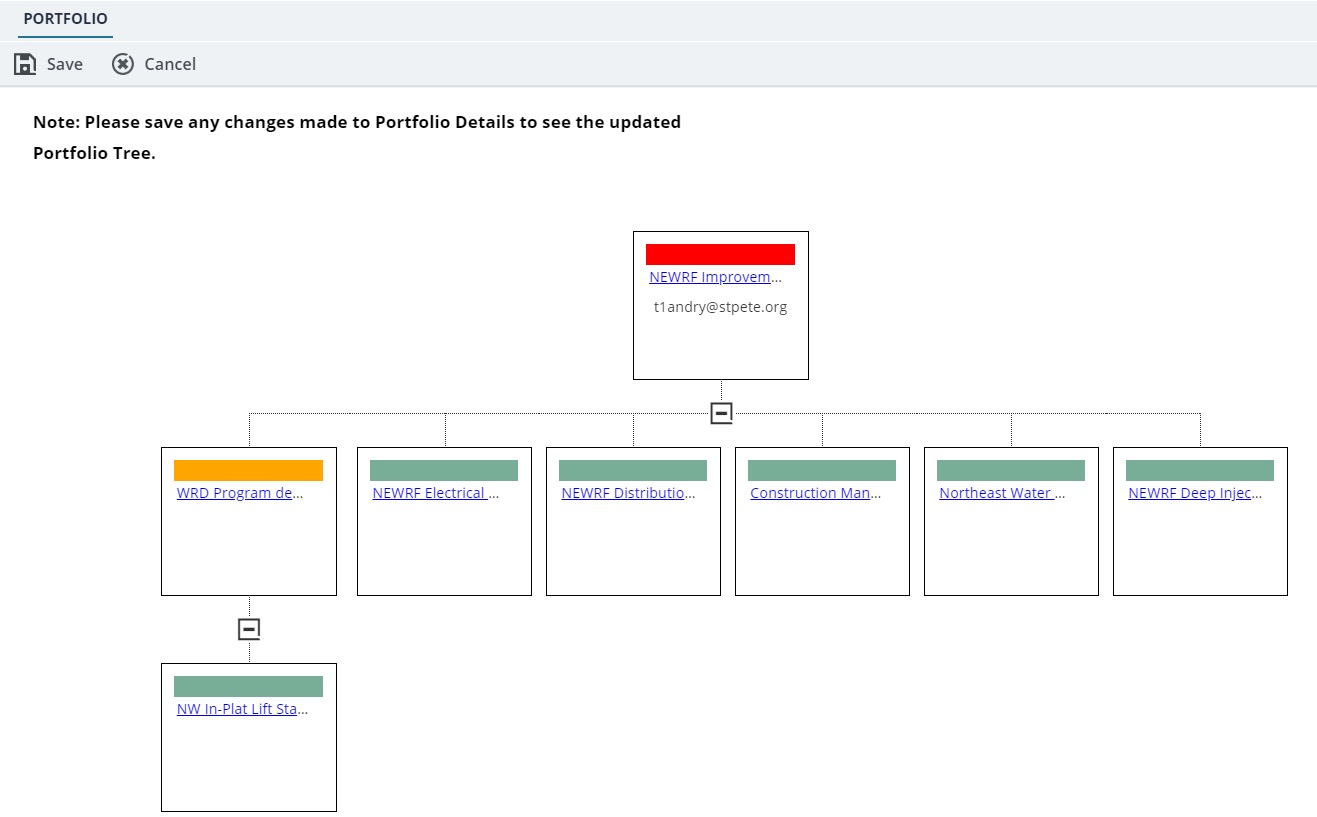 PORTFOLIO
Save
Cancel
Note: Please save any changes made to Portfolio Details to see the updated
Portfolio Tree.
NEWRF Improvem...
t1andry@stpete.org
WRD Program de...
NEWRF Electrical ...
NEWRF Distributio...
Construction Man...
Northeast Water ...
NEWRF Deep Injec...
NW In-Plat Lift Sta...